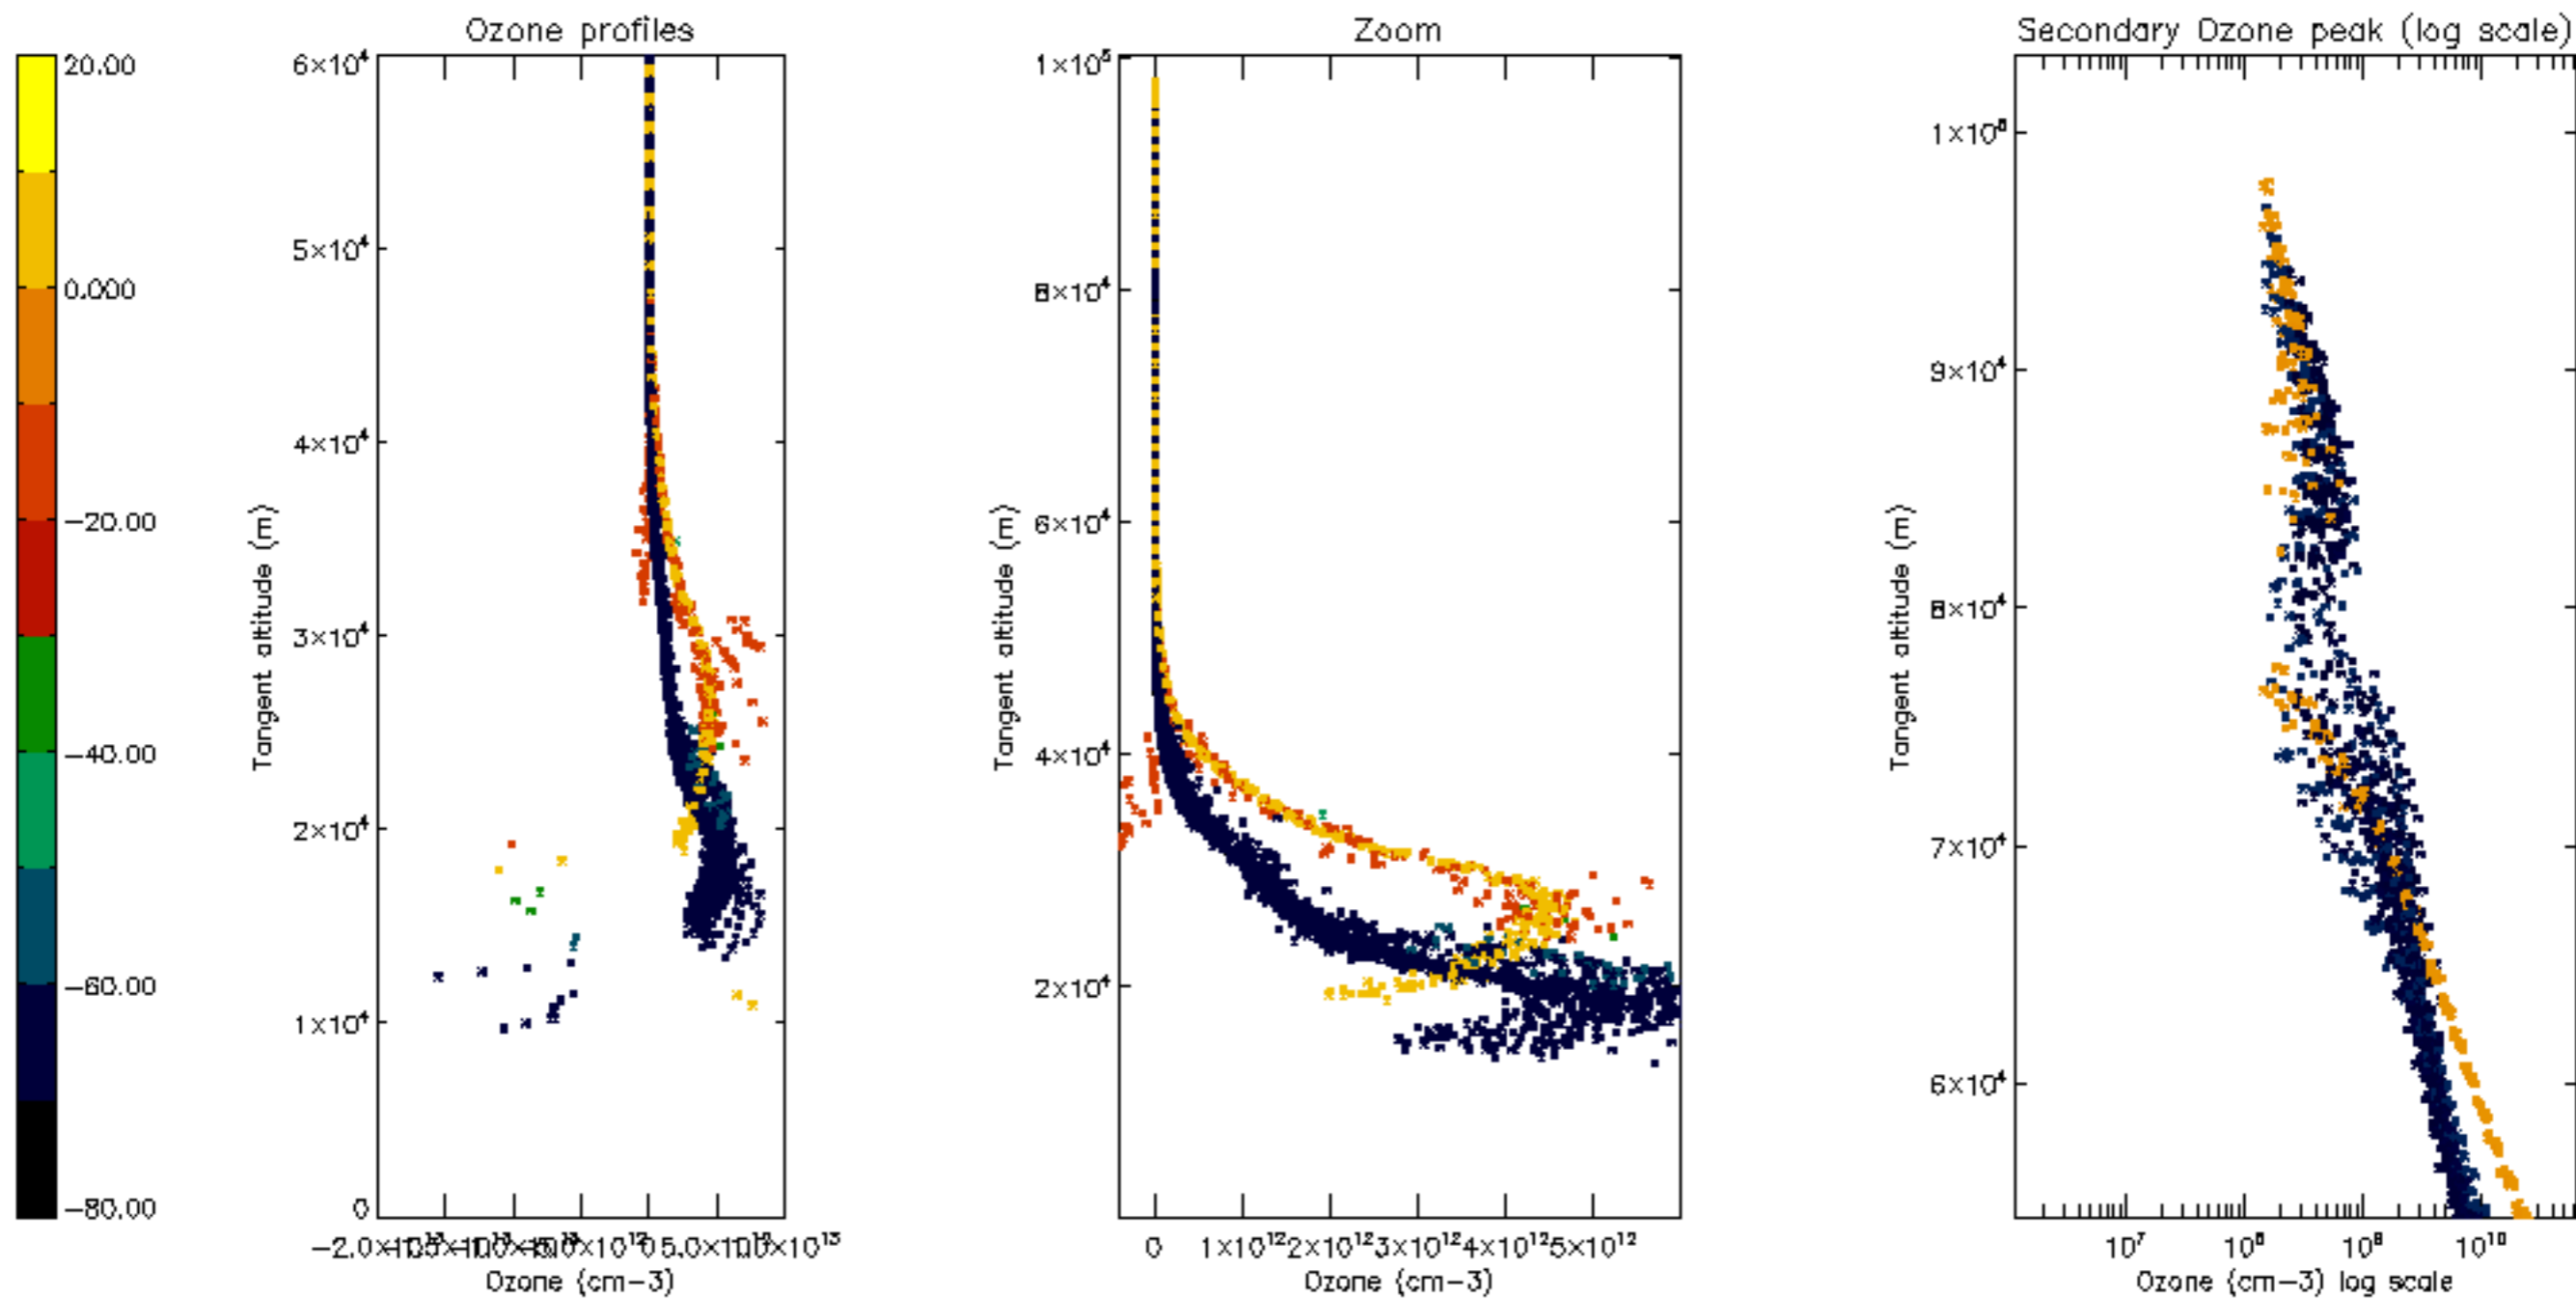 Ozone profiles
Zoom
Secondary Ozone peak (log scale)
20.00
0.000
−20.00
−40.00
−60.00
−80.00
6×10⁴
5×10⁴
4×10⁴
3×10⁴
2×10⁴
1×10⁴
0
Tangent altitude (m)
5.0×10¹²
0
Ozone (cm−3)
1×10⁵
8×10⁴
6×10⁴
4×10⁴
2×10⁴
Tangent altitude (m)
0 1×10¹² 2×10¹² 3×10¹² 4×10¹² 5×10¹²
Ozone (cm−3)
1×10⁵
9×10⁴
8×10⁴
7×10⁴
6×10⁴
Tangent altitude (m)
10⁷ 10⁸ 10⁹ 10¹⁰
Ozone (cm−3) log scale